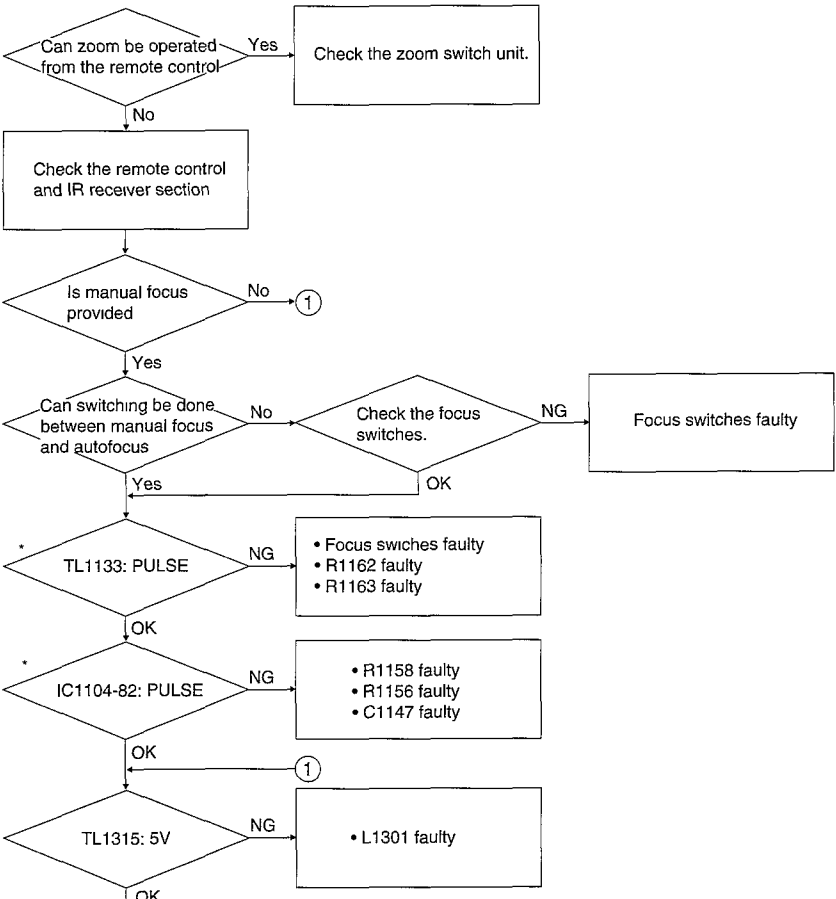 Can zoom be operated
from the remote control
Yes
Check the zoom switch unit.
No
Check the remote control
and IR receiver section
Is manual focus
provided
No
1
Yes
Can switching be done
between manual focus
and autofocus
No
Check the focus
switches.
NG
Focus switches faulty
Yes
OK
*
TL1133: PULSE
NG
• Focus switches faulty
• R1162 faulty
• R1163 faulty
OK
*
IC1104-82: PULSE
NG
• R1158 faulty
• R1156 faulty
• C1147 faulty
OK
1
TL1315: 5V
NG
• L1301 faulty
OK